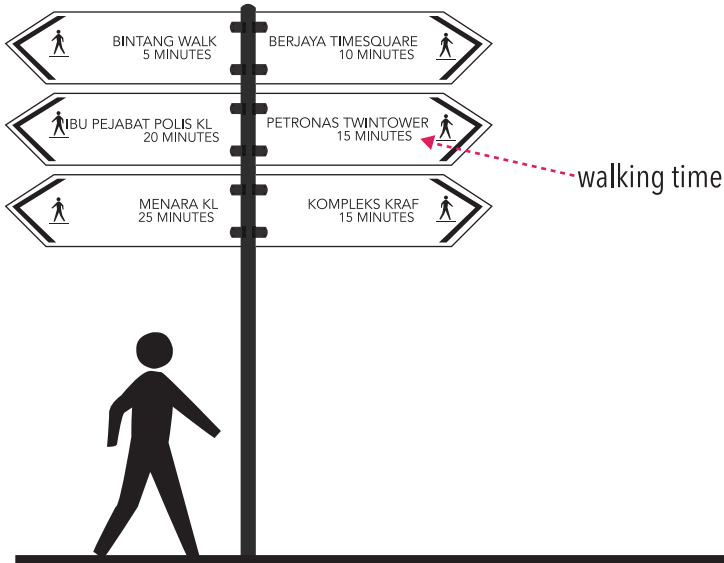 BINTANG WALK
5 MINUTES
BERJAYA TIMESQUARE
10 MINUTES
IBU PEJABAT POLIS KL
20 MINUTES
PETRONAS TWINTOWER
15 MINUTES
walking time
MENARA KL
25 MINUTES
KOMPLEKS KRAF
15 MINUTES